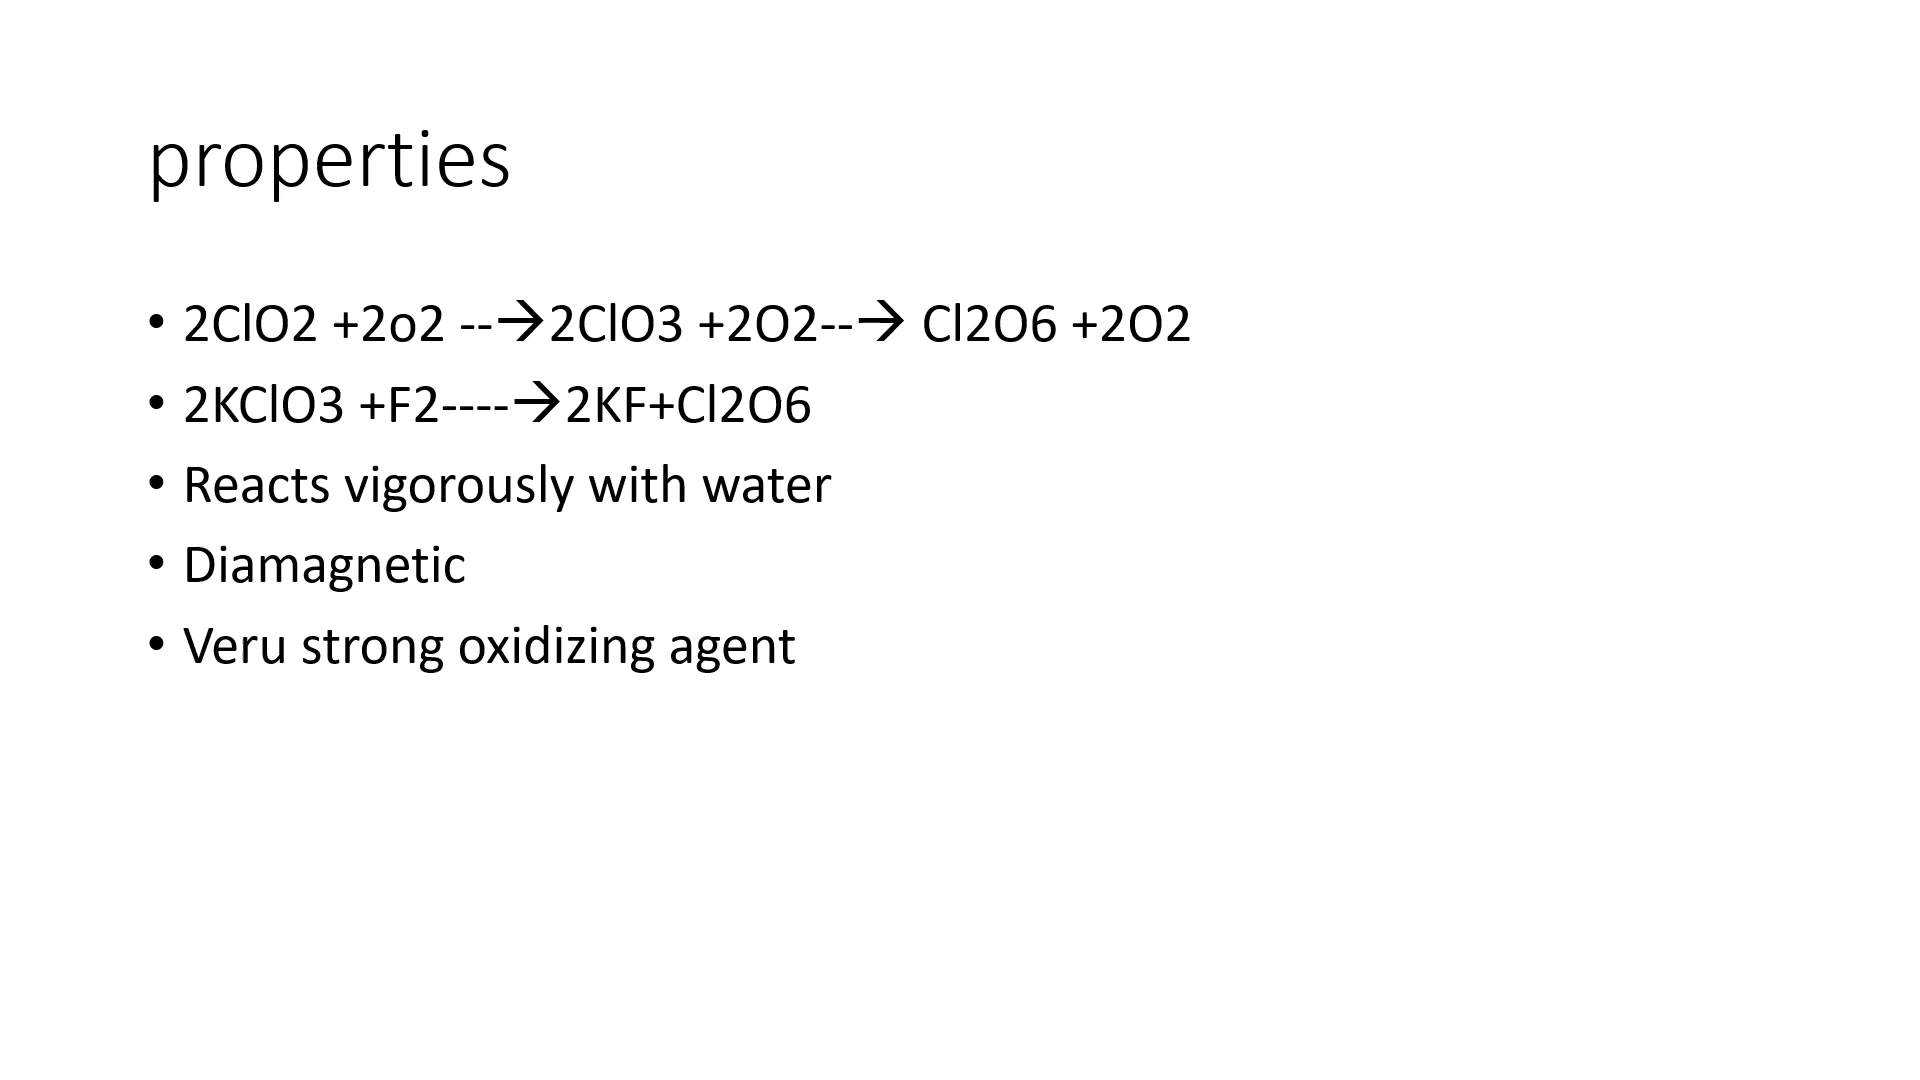 properties
• 2ClO2 +2o2 --→2ClO3 +2O2--→ Cl2O6 +2O2
• 2KClO3 +F2----→2KF+Cl2O6
• Reacts vigorously with water
• Diamagnetic
• Veru strong oxidizing agent